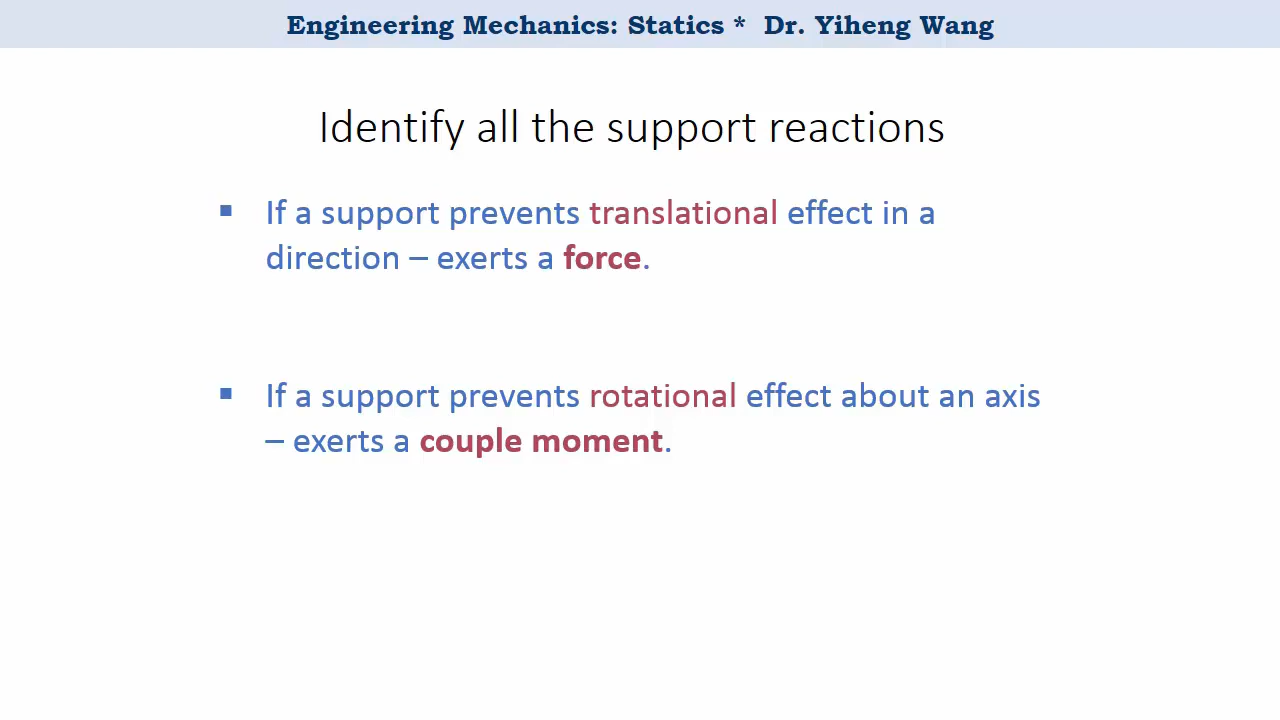 Engineering Mechanics: Statics * Dr. Yiheng Wang
Identify all the support reactions
▪ If a support prevents translational effect in a
direction – exerts a force.
▪ If a support prevents rotational effect about an axis
– exerts a couple moment.